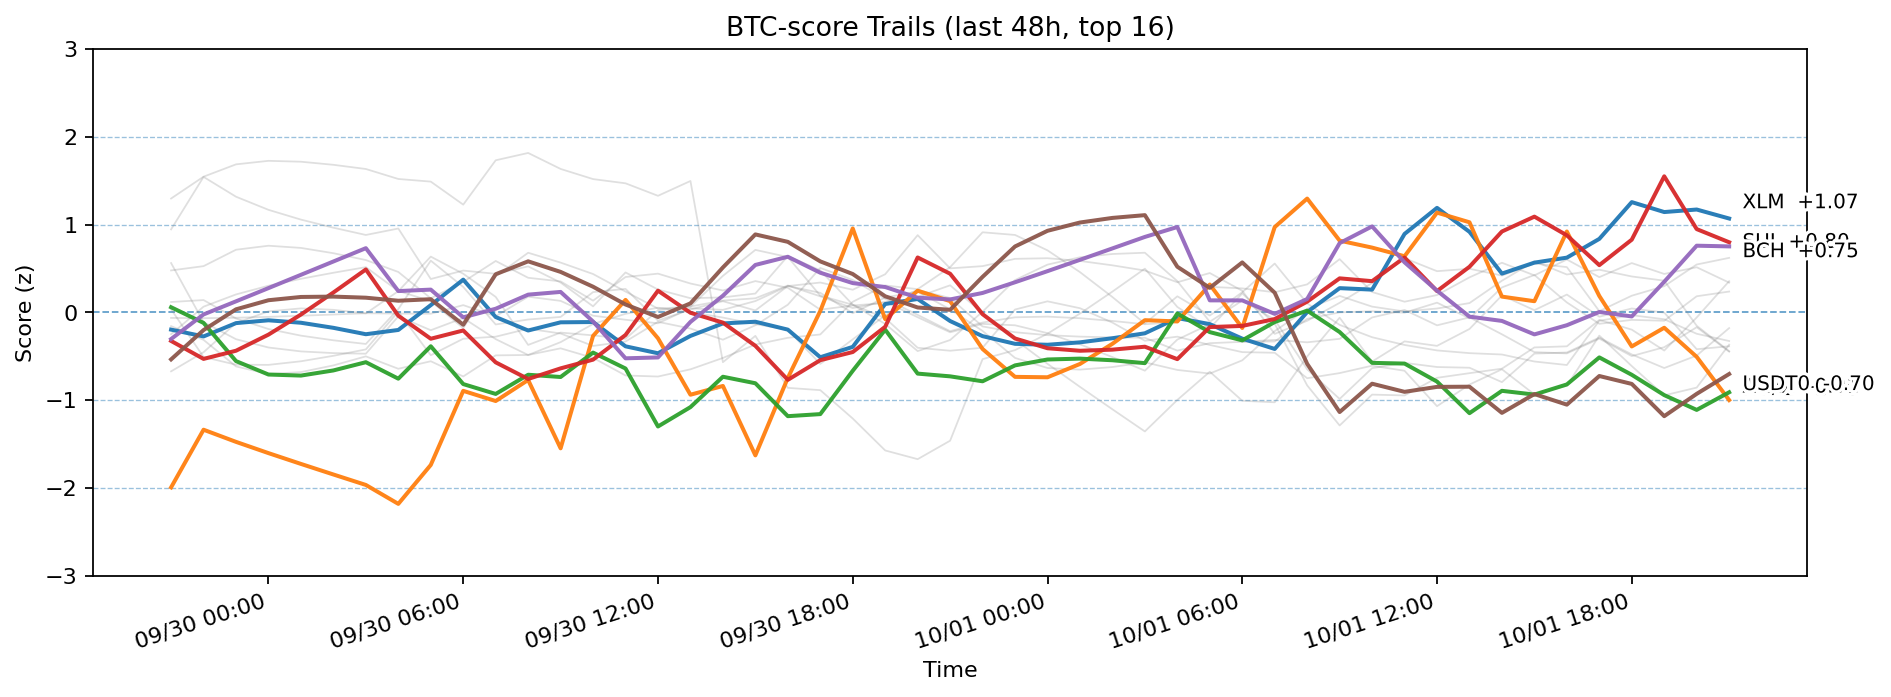 BTC-score Trails (last 48h, top 16)
Score (z)
3
2
1
0
−1
−2
−3
XLM +1.07
+0.80
BCH +0.75
USDT0 -0.70
09/30 00:00
09/30 06:00
09/30 12:00
09/30 18:00
10/01 00:00
10/01 06:00
10/01 12:00
10/01 18:00
Time